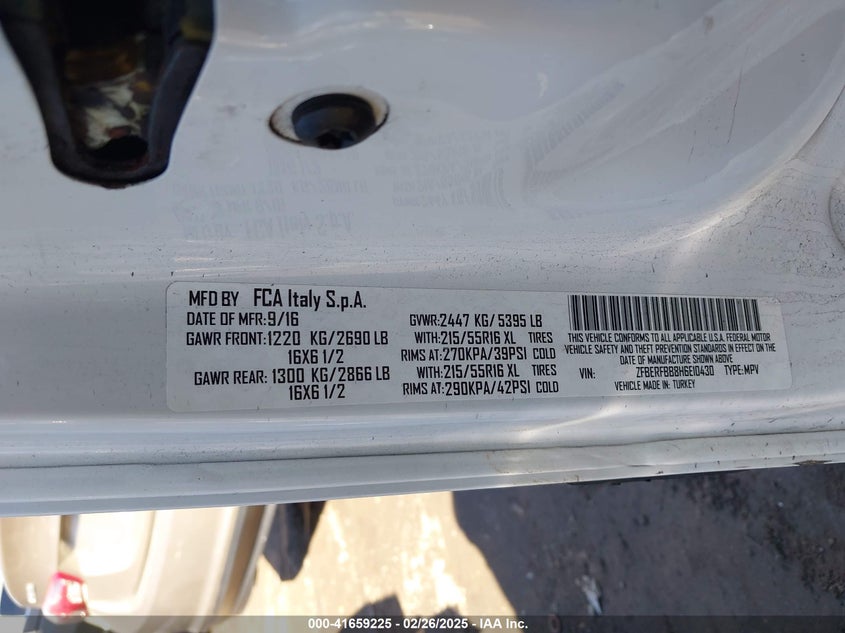 MFD BY FCA Italy S.p.A.
DATE OF MFR:9/16
GAWR FRONT:1220 KG/2690 LB
16X6 1/2
GAWR REAR: 1300 KG/2866 LB
16X6 1/2
GVWR:2447 KG/5395 LB
WITH:215/55R16 XL TIRES
RIMS AT:270KPA/39PSI COLD
WITH:215/55R16 XL TIRES
RIMS AT:290KPA/42PSI COLD
THIS VEHICLE CONFORMS TO ALL APPLICABLE U.S.A. FEDERAL MOTOR
VEHICLE SAFETY AND THEFT PREVENTION STANDARDS IN EFFECT ON THE
DATE OF MANUFACTURE SHOWN ABOVE
VIN: ZFBERFBB8H6E10430 TYPE:MPV
VEHICLE MADE IN: TURKEY
000-41659225 - 02/26/2025 - IAA Inc.